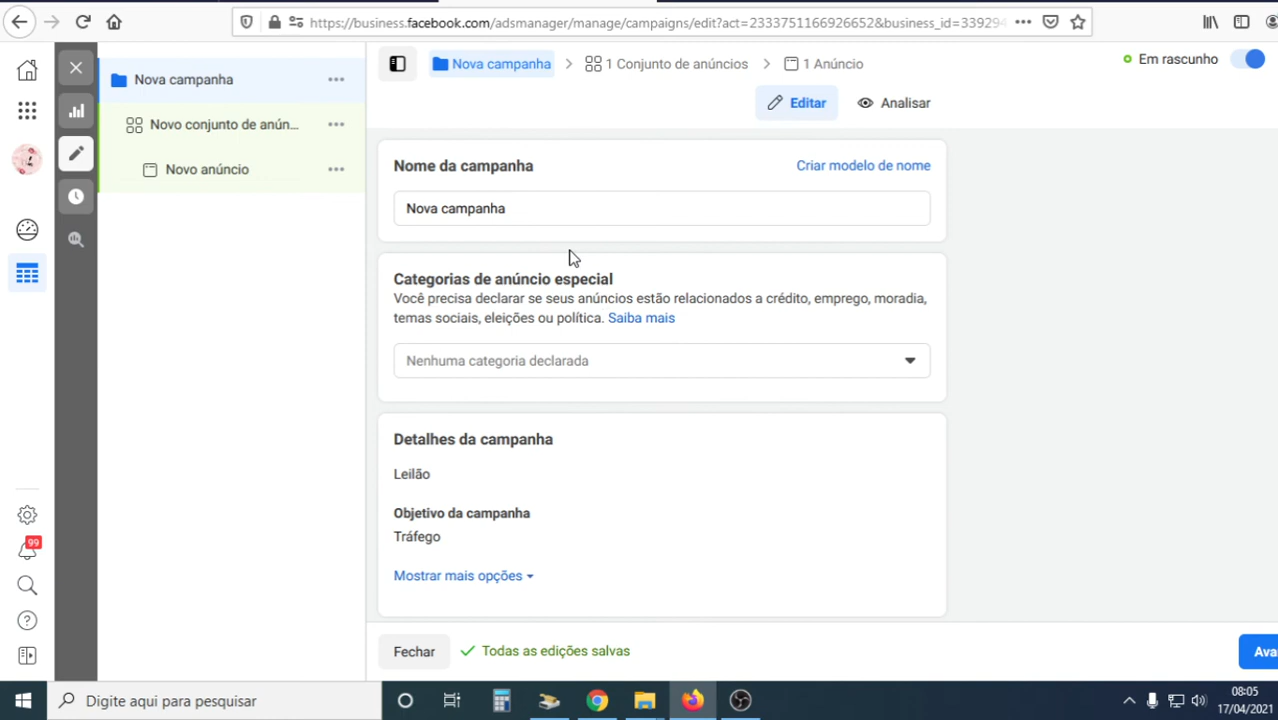 https://business.facebook.com/adsmanager/manage/campaigns/edit?act=2333751166926652&business_id=339294
Nova campanha
Novo conjunto de anún...
Novo anúncio
Nova campanha > 1 Conjunto de anúncios > 1 Anúncio
Em rascunho
Editar
Analisar
Nome da campanha
Criar modelo de nome
Nova campanha
Categorias de anúncio especial
Você precisa declarar se seus anúncios estão relacionados a crédito, emprego, moradia,
temas sociais, eleições ou política. Saiba mais
Nenhuma categoria declarada
Detalhes da campanha
Leilão
Objetivo da campanha
Tráfego
Mostrar mais opções
99
Fechar
Todas as edições salvas
Ava
Digite aqui para pesquisar
08:05
17/04/2021